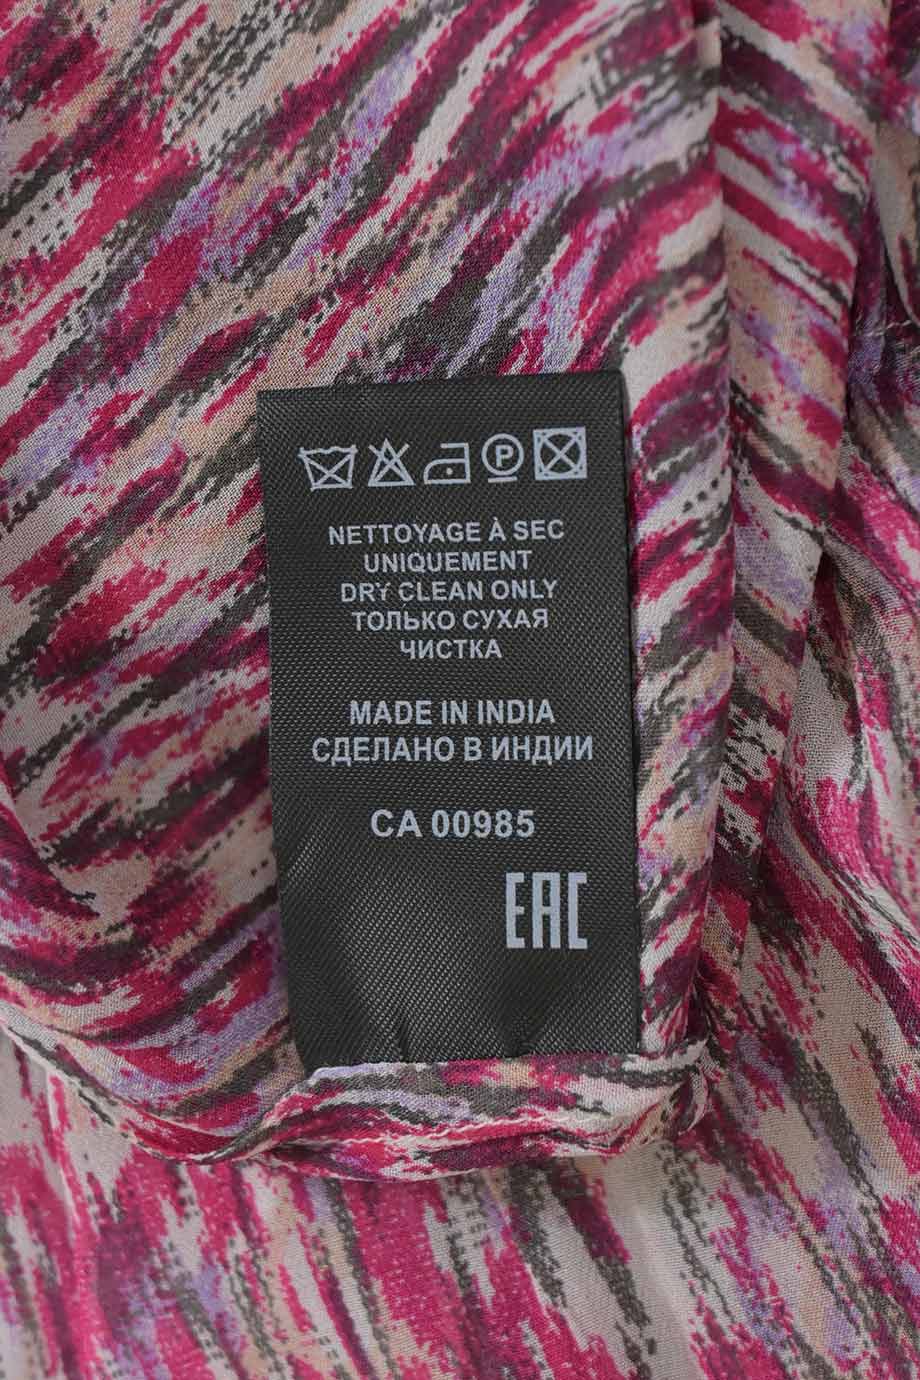 P
NETTOYAGE À SEC
UNIQUEMENT
DRY CLEAN ONLY
ТОЛЬКО СУХАЯ
ЧИСТКА
MADE IN INDIA
СДЕЛАНО В ИНДИИ
CA 00985
EAC